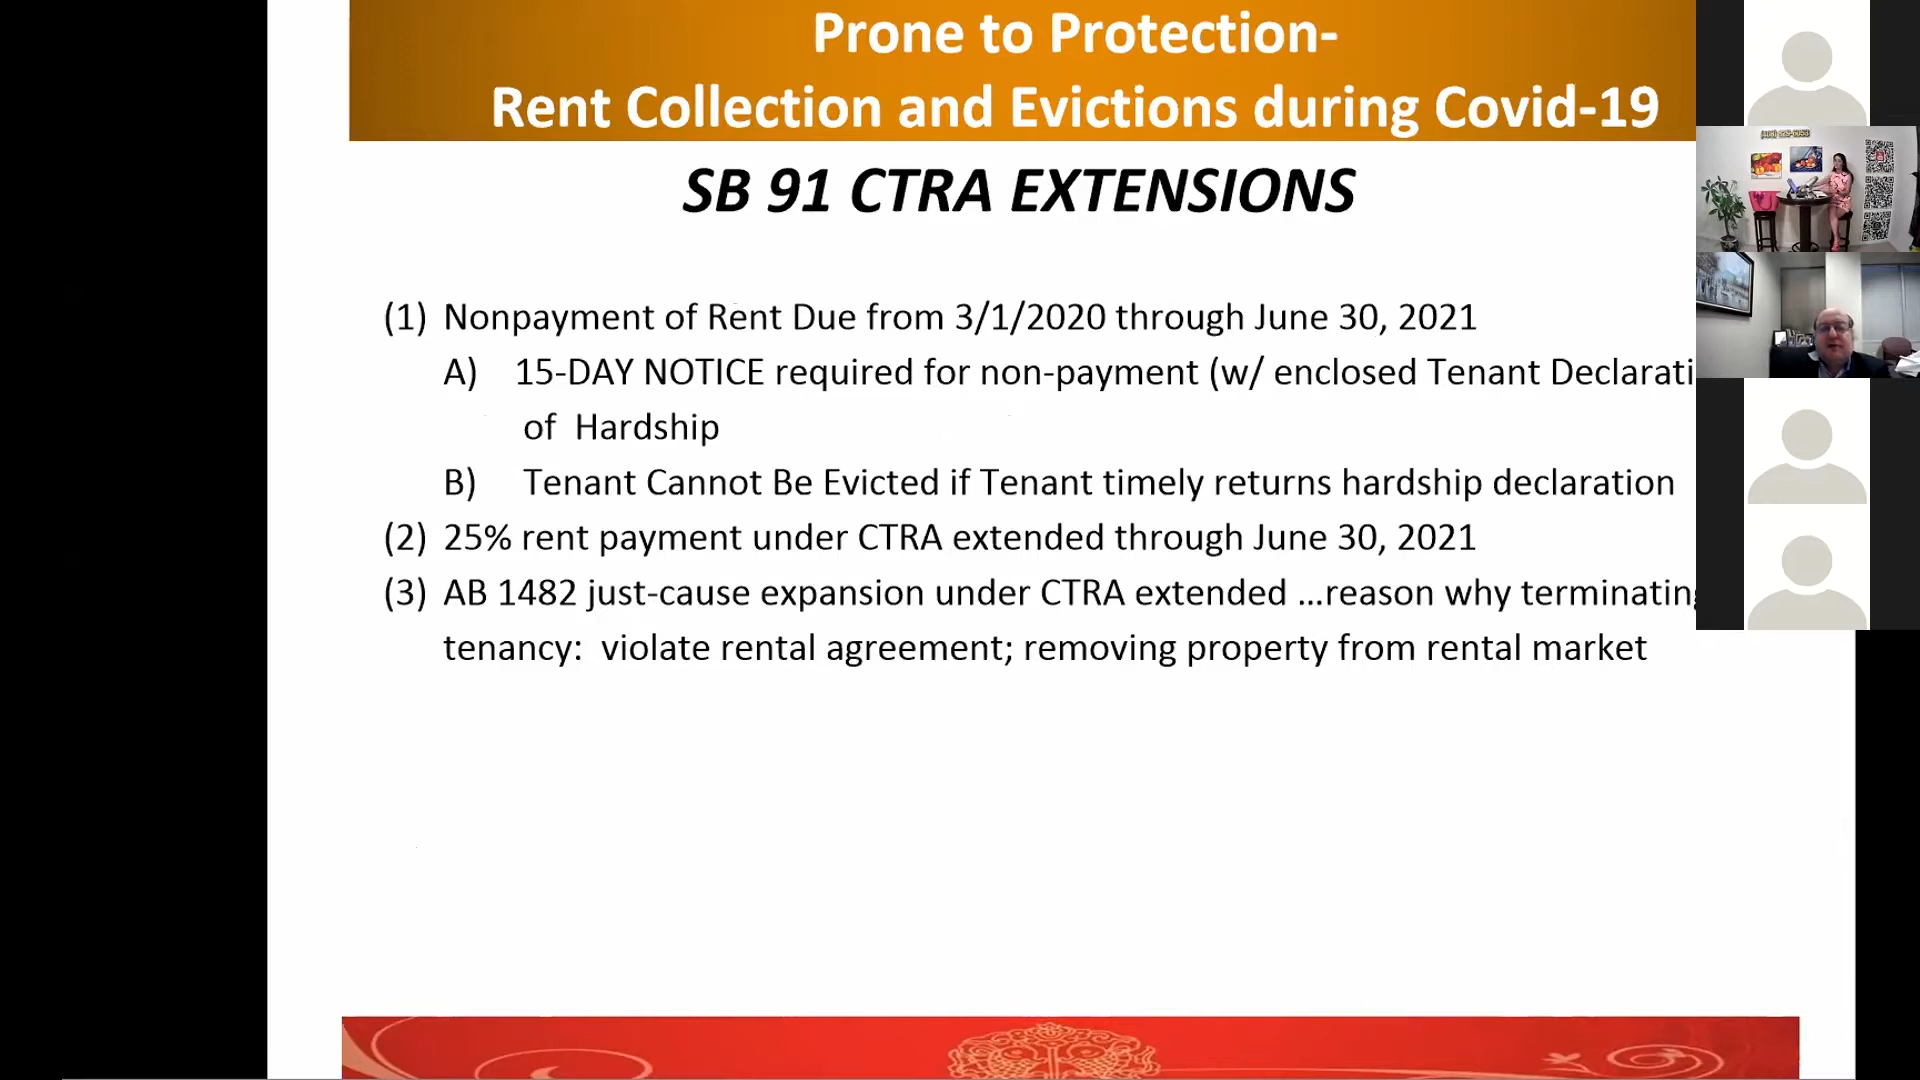 Prone to Protection-
Rent Collection and Evictions during Covid-19
SB 91 CTRA EXTENSIONS
(1) Nonpayment of Rent Due from 3/1/2020 through June 30, 2021
A) 15-DAY NOTICE required for non-payment (w/ enclosed Tenant Declarati
of Hardship
B) Tenant Cannot Be Evicted if Tenant timely returns hardship declaration
(2) 25% rent payment under CTRA extended through June 30, 2021
(3) AB 1482 just-cause expansion under CTRA extended ...reason why terminating
tenancy: violate rental agreement; removing property from rental market